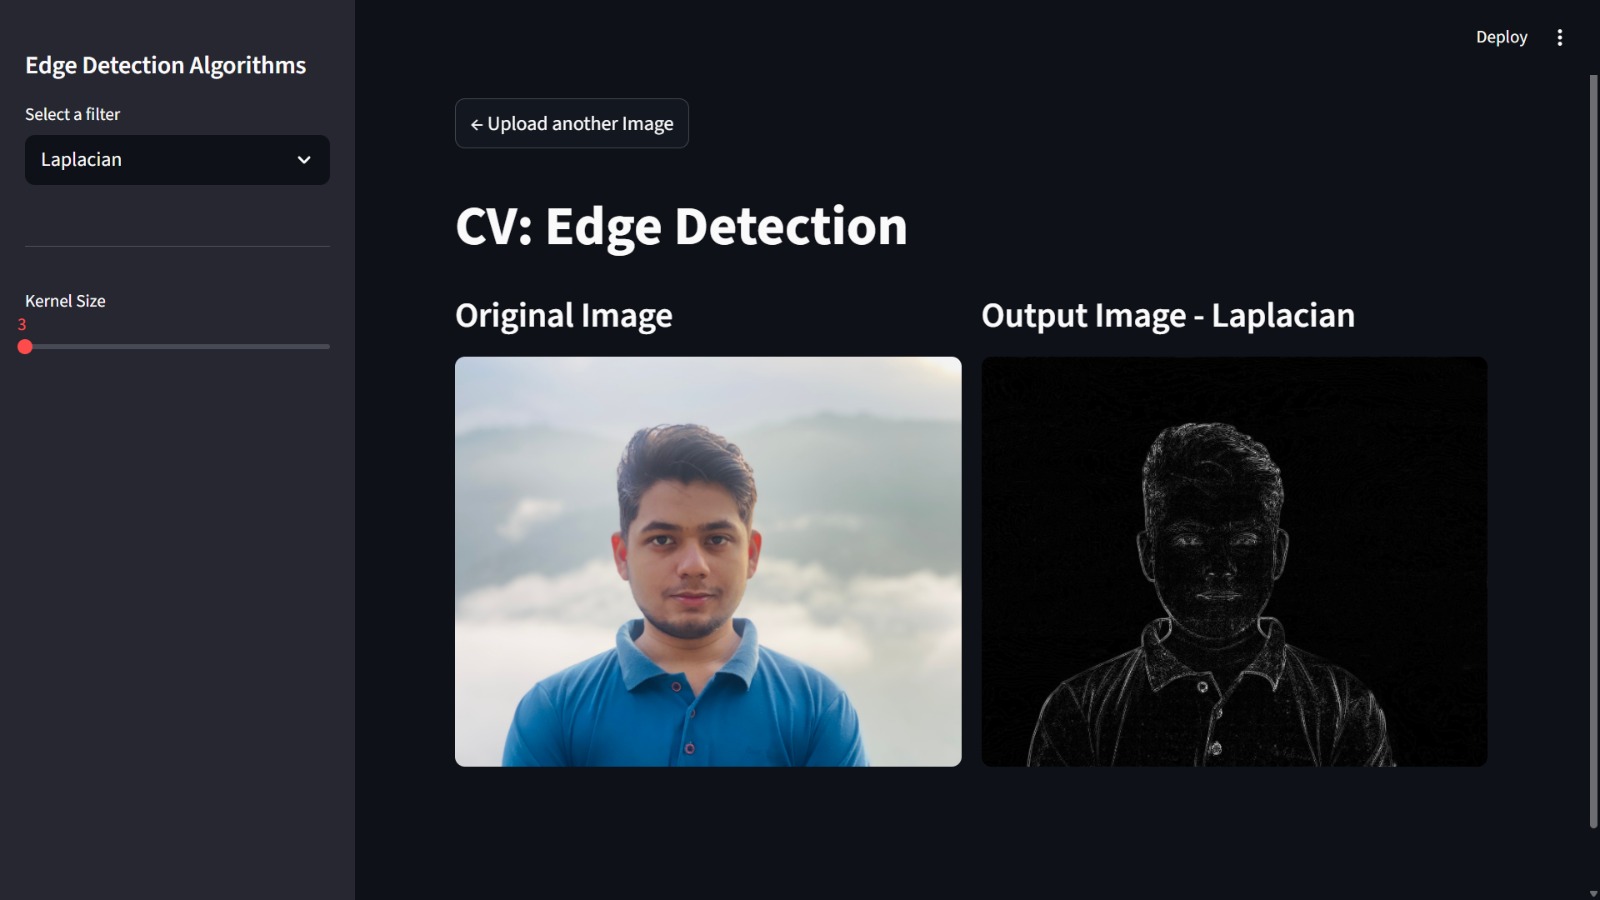 Edge Detection Algorithms
Select a filter
Laplacian
Kernel Size
3
Deploy
← Upload another Image
CV: Edge Detection
Original Image
Output Image - Laplacian